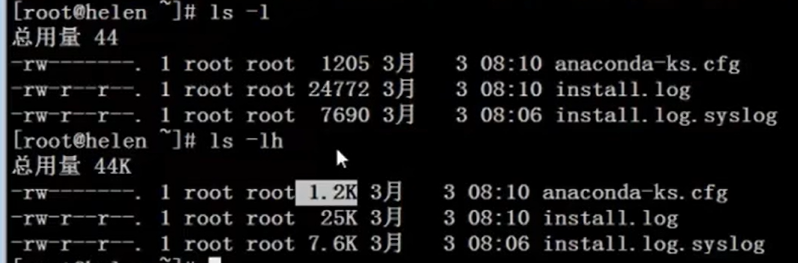 [root@helen ~]# ls -l
总用量 44
-rw-------. 1 root root 1205 3月 3 08:10 anaconda-ks.cfg
-rw-r--r--. 1 root root 24772 3月 3 08:10 install.log
-rw-r--r--. 1 root root 7690 3月 3 08:06 install.log.syslog
[root@helen ~]# ls -lh
总用量 44K
-rw-------. 1 root root 1.2K 3月 3 08:10 anaconda-ks.cfg
-rw-r--r--. 1 root root 25K 3月 3 08:10 install.log
-rw-r--r--. 1 root root 7.6K 3月 3 08:06 install.log.syslog
[root@helen ~]#